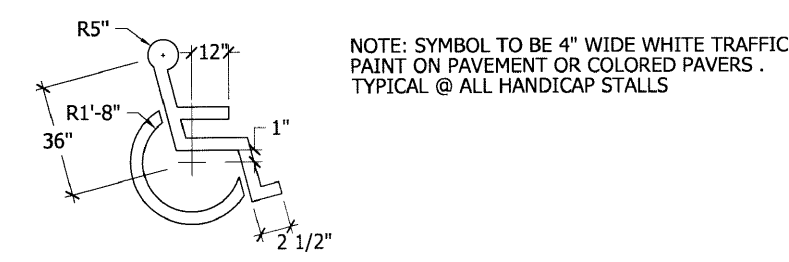 R5"
12"
NOTE: SYMBOL TO BE 4" WIDE WHITE TRAFFIC
PAINT ON PAVEMENT OR COLORED PAVERS .
TYPICAL @ ALL HANDICAP STALLS
R1'-8"
36"
1"
2 1/2"